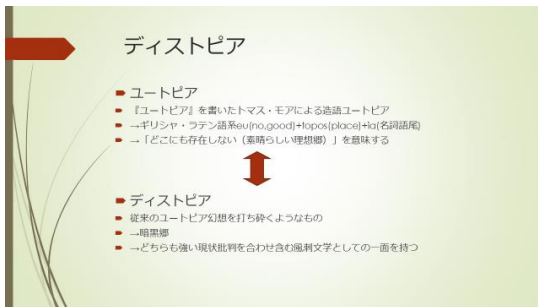 ディストピア
ユートピア
『ユートピア』を書いたトマス・モアによる造語ユートピア
→ギリシャ・ラテン語系eu(no,good)+topos(place)+ia(名詞語尾)
→「どこにも存在しない（素晴らしい理想郷）」を意味する
ディストピア
従来のユートピア幻想を打ち砕くようなもの
→暗黒郷
→どちらも強い現状批判を合わせ含む風刺文学としての一面を持つ